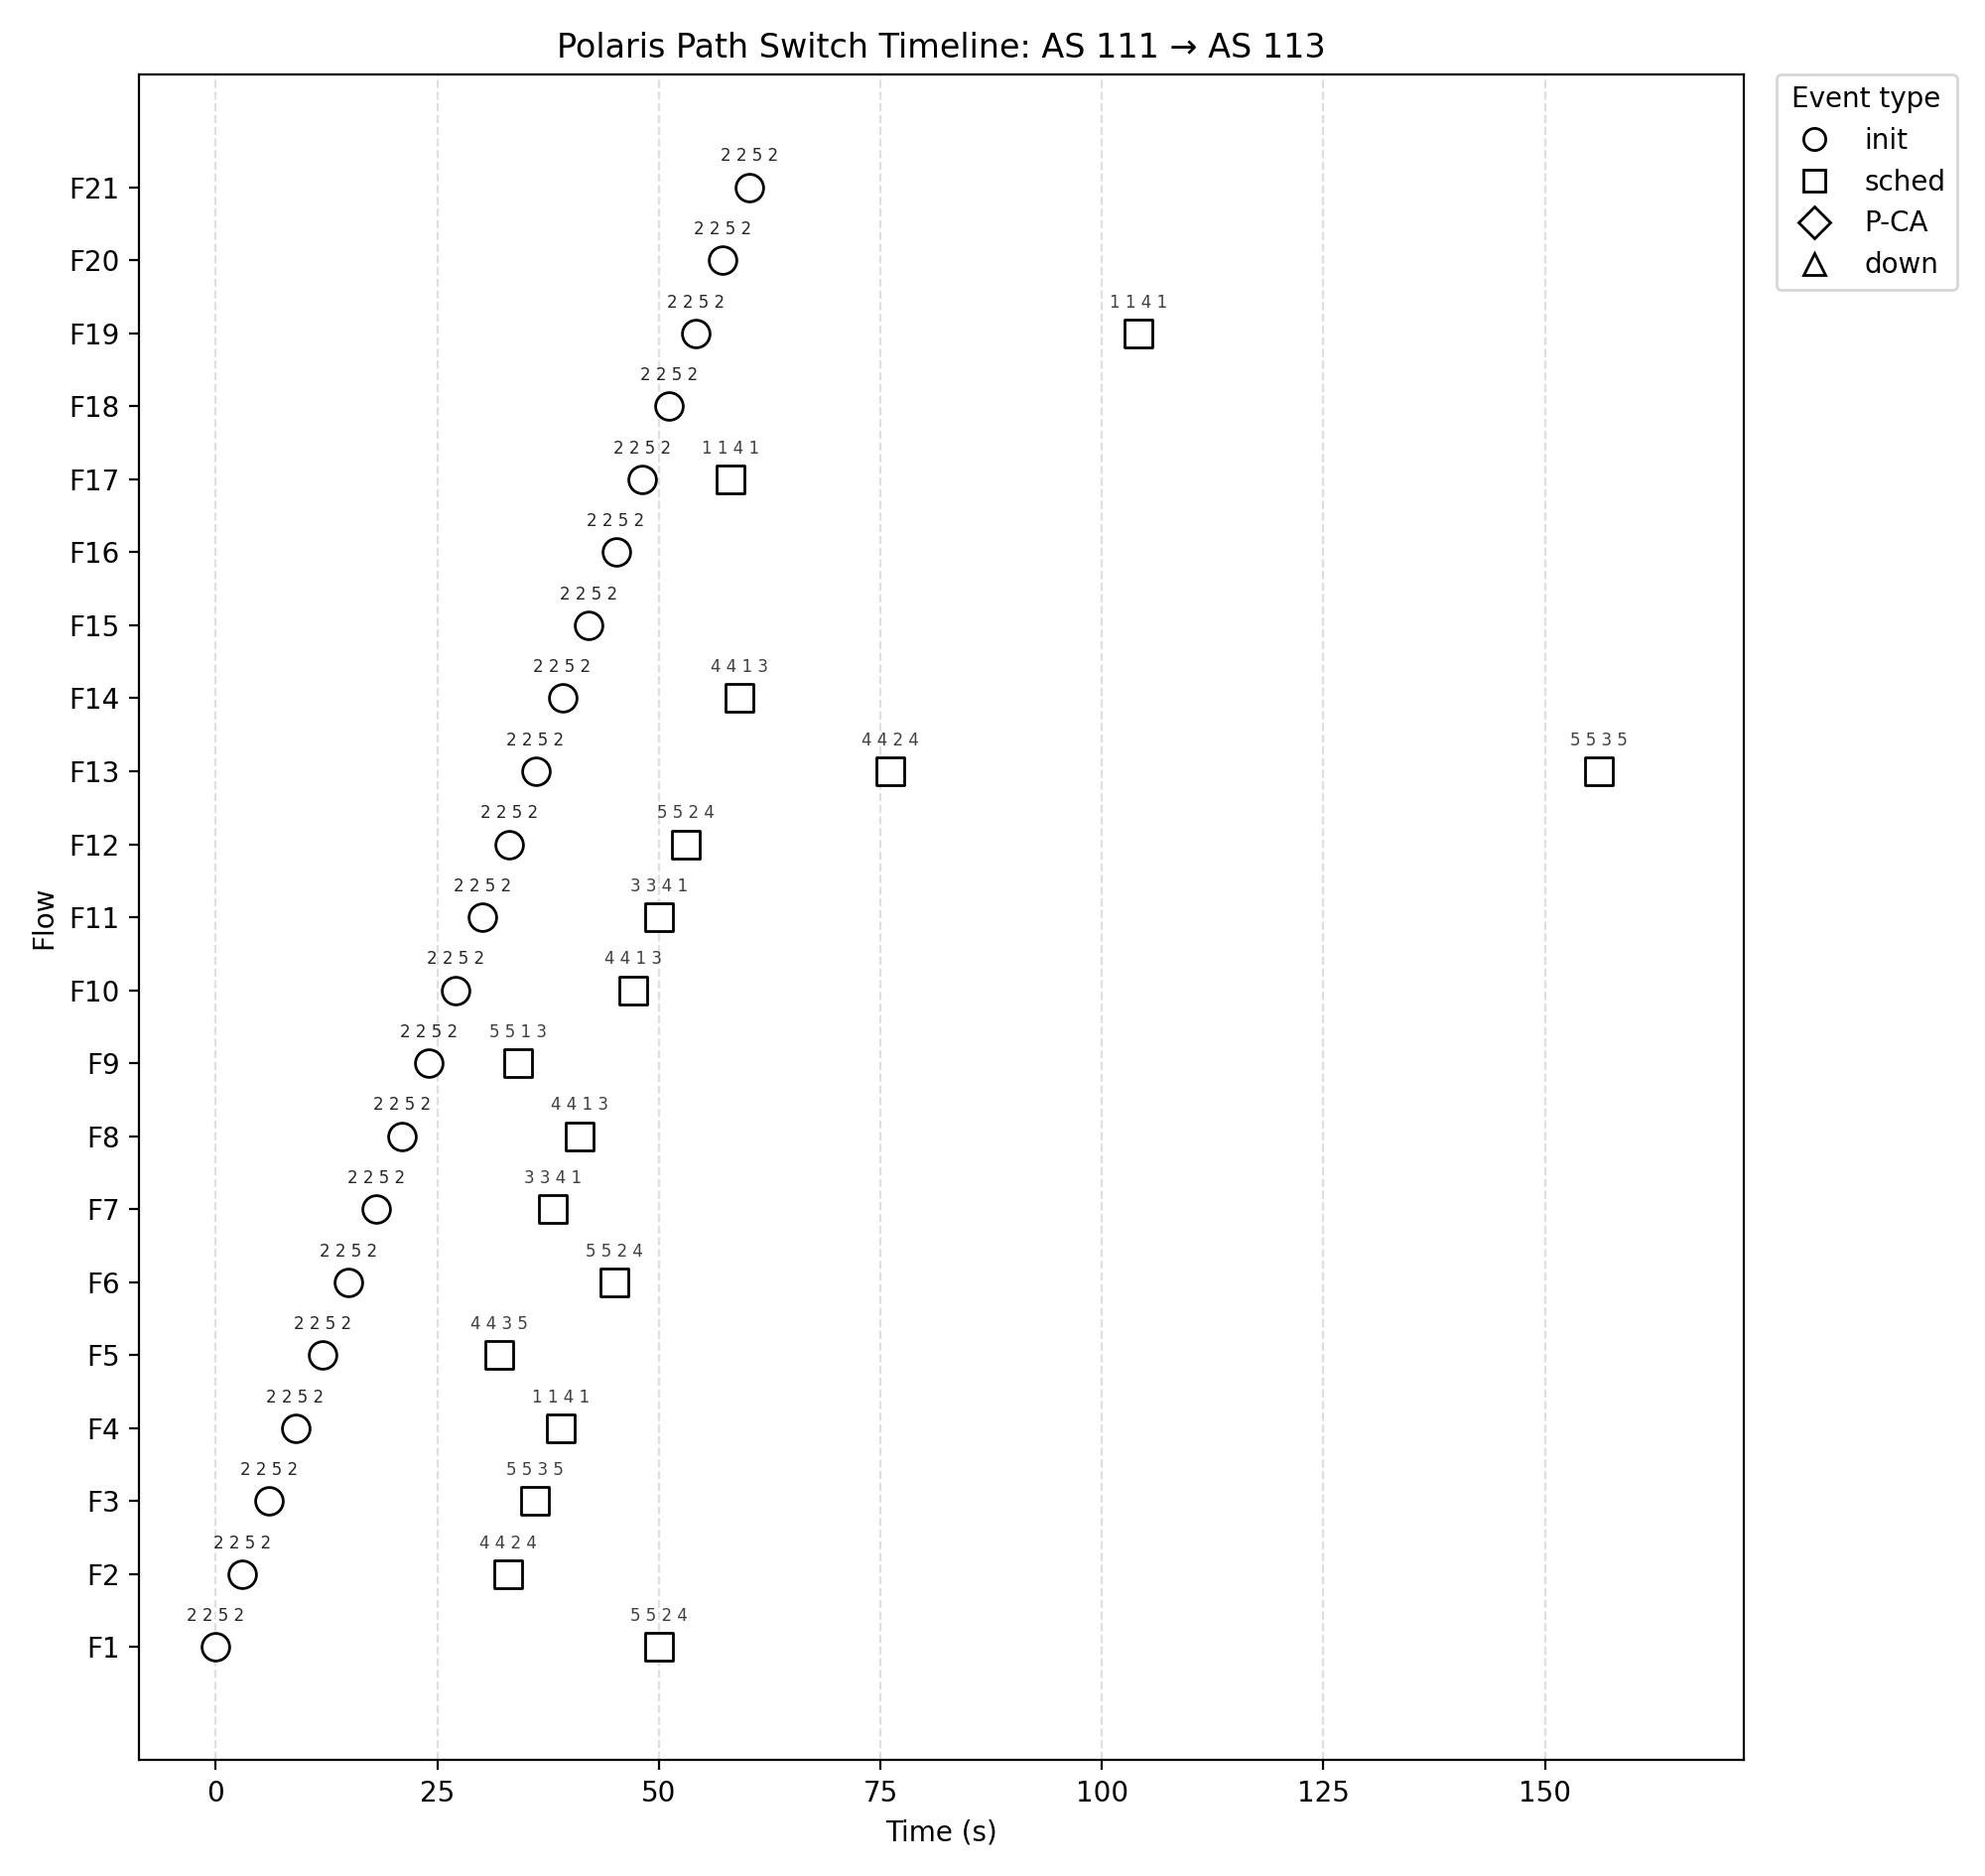 Polaris Path Switch Timeline: AS 111 → AS 113
Event type
init
sched
P-CA
down
Flow
F21
2 2 5 2
F20
2 2 5 2
F19
2 2 5 2
1 1 4 1
F18
2 2 5 2
F17
2 2 5 2
1 1 4 1
F16
2 2 5 2
F15
2 2 5 2
F14
2 2 5 2
4 4 1 3
F13
2 2 5 2
4 4 2 4
5 5 3 5
F12
2 2 5 2
5 5 2 4
F11
2 2 5 2
3 3 4 1
F10
2 2 5 2
4 4 1 3
F9
2 2 5 2
5 5 1 3
F8
2 2 5 2
4 4 1 3
F7
2 2 5 2
3 3 4 1
F6
2 2 5 2
5 5 2 4
F5
2 2 5 2
4 4 3 5
F4
2 2 5 2
1 1 4 1
F3
2 2 5 2
5 5 3 5
F2
2 2 5 2
4 4 2 4
F1
2 2 5 2
5 5 2 4
0 25 50 75 100 125 150
Time (s)